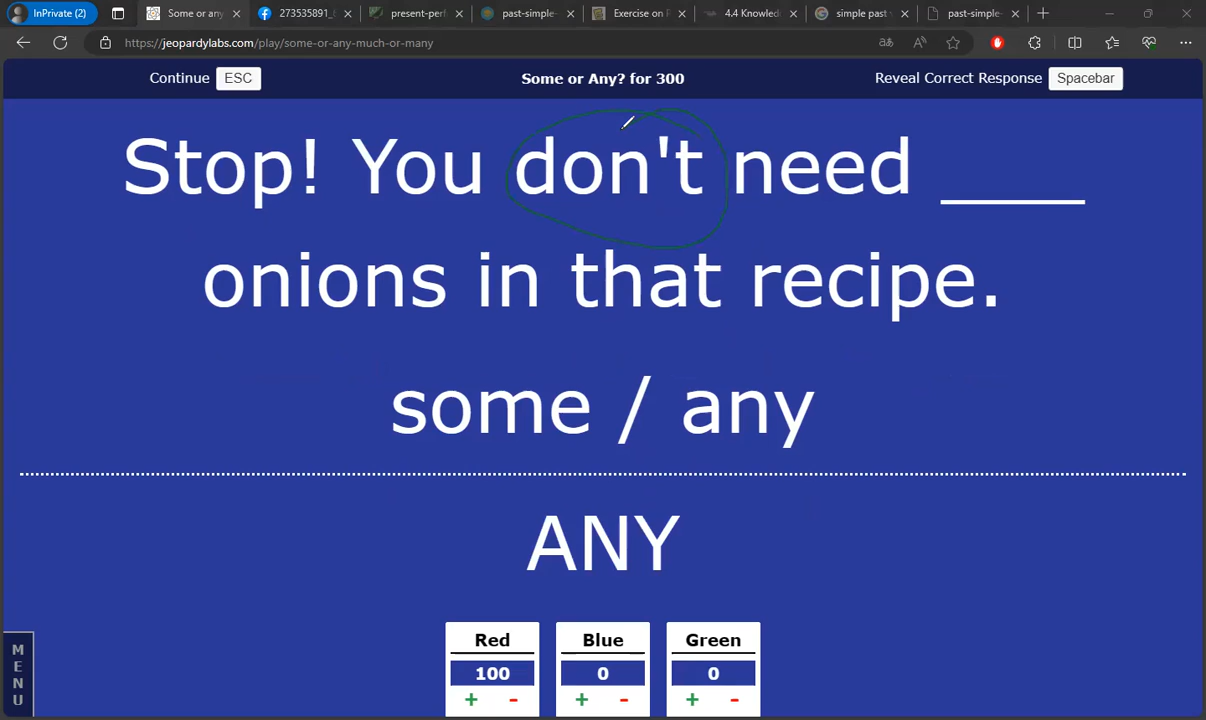 InPrivate (2)
Some or any
273535891_
present-perf
past-simple-
Exercise on R
4.4 Knowled
simple past
past-simple-
https://jeopardylabs.com/play/some-or-any-much-or-many
Continue ESC
Some or Any? for 300
Reveal Correct Response Spacebar
Stop! You don't need ____
onions in that recipe.
some / any
ANY
MENU
Red Blue Green
100 0 0
+ - + - + -